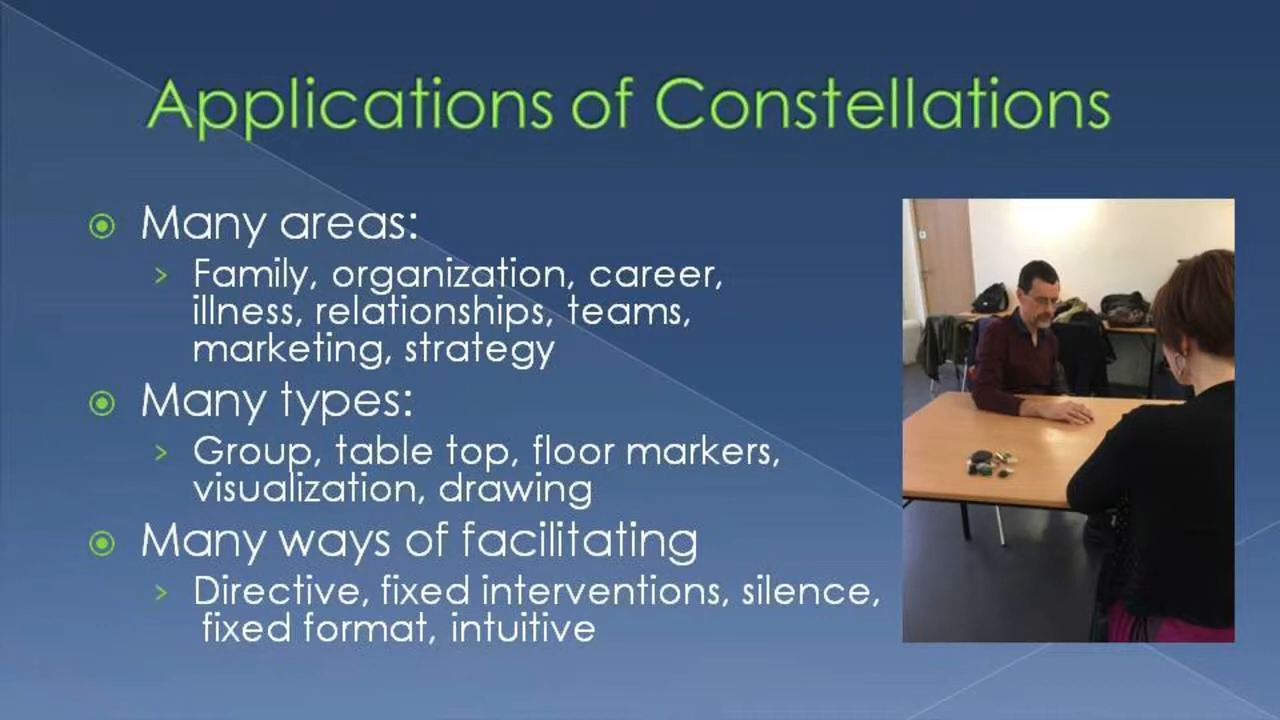 Applications of Constellations
Many areas:
Family, organization, career,
illness, relationships, teams,
marketing, strategy
Many types:
Group, table top, floor markers,
visualization, drawing
Many ways of facilitating
Directive, fixed interventions, silence,
fixed format, intuitive